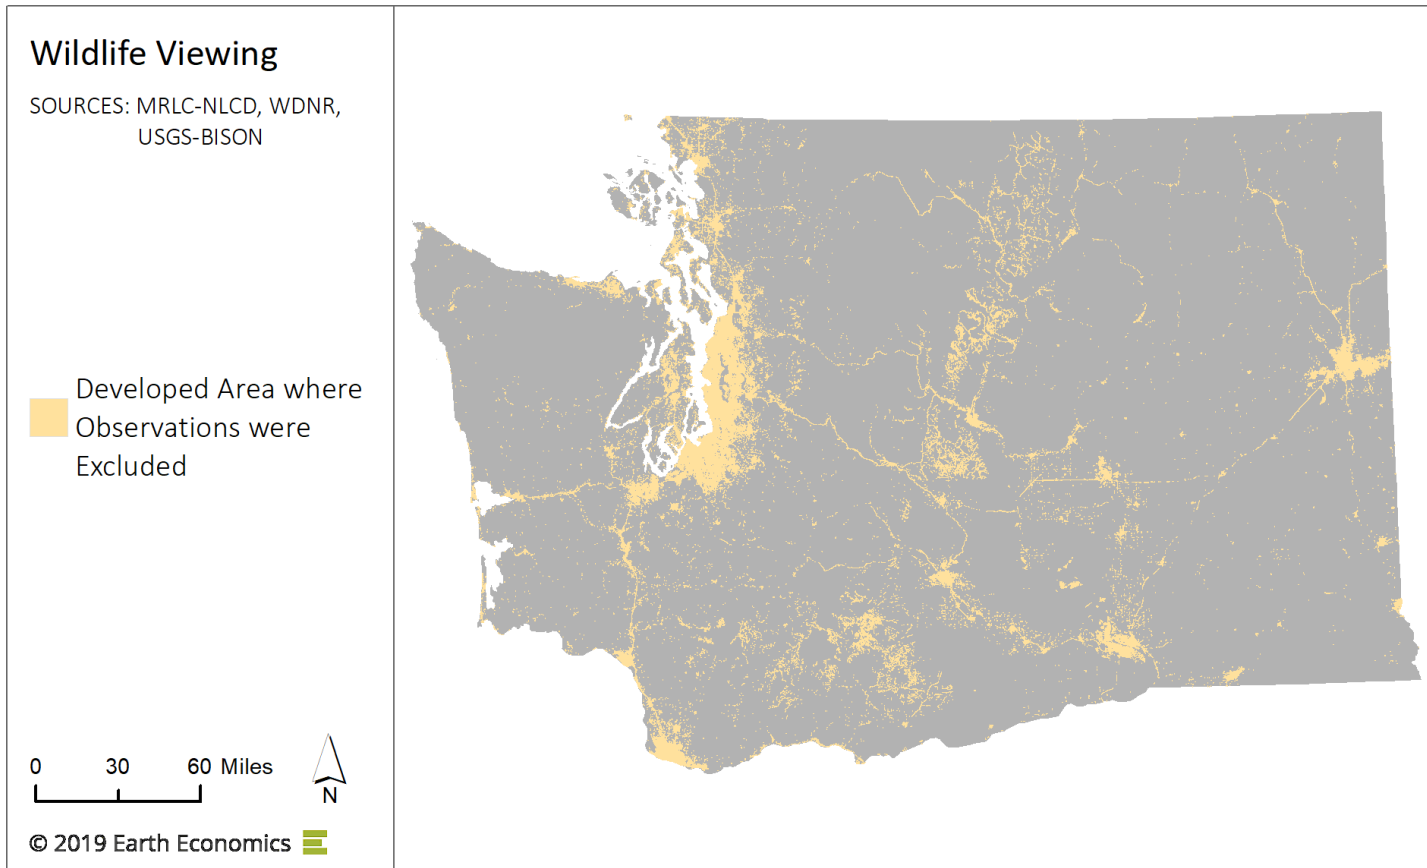 Wildlife Viewing
SOURCES: MRLC-NLCD, WDNR,
USGS-BISON
Developed Area where
Observations were
Excluded
0 30 60 Miles
N
© 2019 Earth Economics